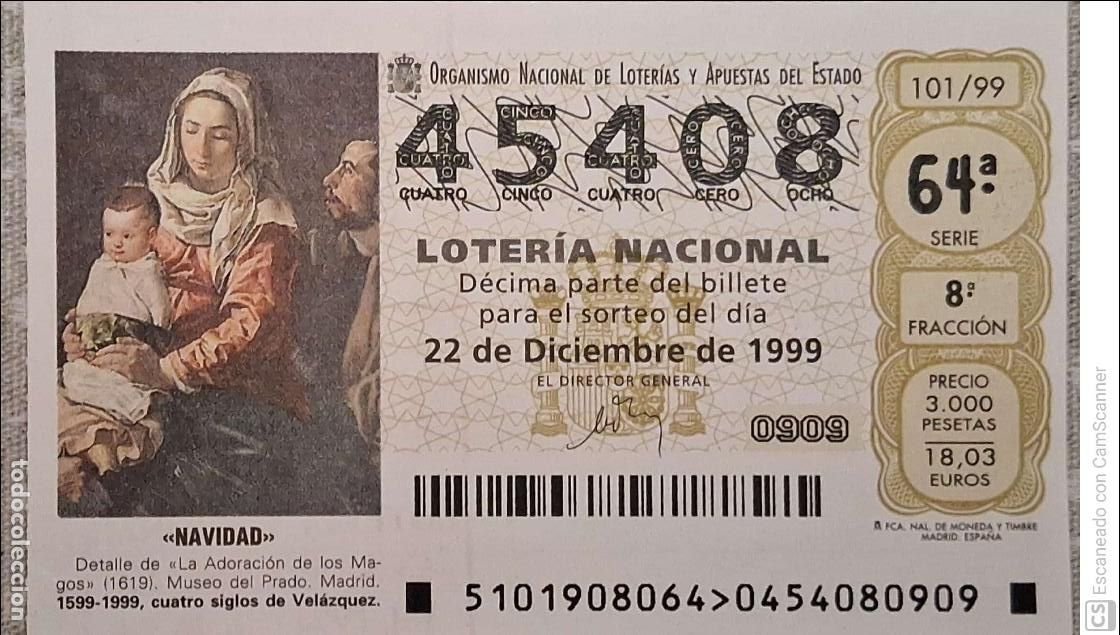 ORGANISMO NACIONAL DE LOTERÍAS Y APUESTAS DEL ESTADO
45408
CUATRO CINCO CUATRO CERO OCHO
LOTERÍA NACIONAL
Décima parte del billete
para el sorteo del día
22 de Diciembre de 1999
EL DIRECTOR GENERAL
0909
101/99
64ª
SERIE
8ª
FRACCIÓN
PRECIO
3.000
PESETAS
18,03
EUROS
FCA. NAL. DE MONEDA Y TIMBRE
MADRID. ESPAÑA
«NAVIDAD»
Detalle de «La Adoración de los Ma-
gos» (1619). Museo del Prado. Madrid.
1599-1999, cuatro siglos de Velázquez.
5101908064>0454080909
todocoleccion
CS Escaneado con CamScanner